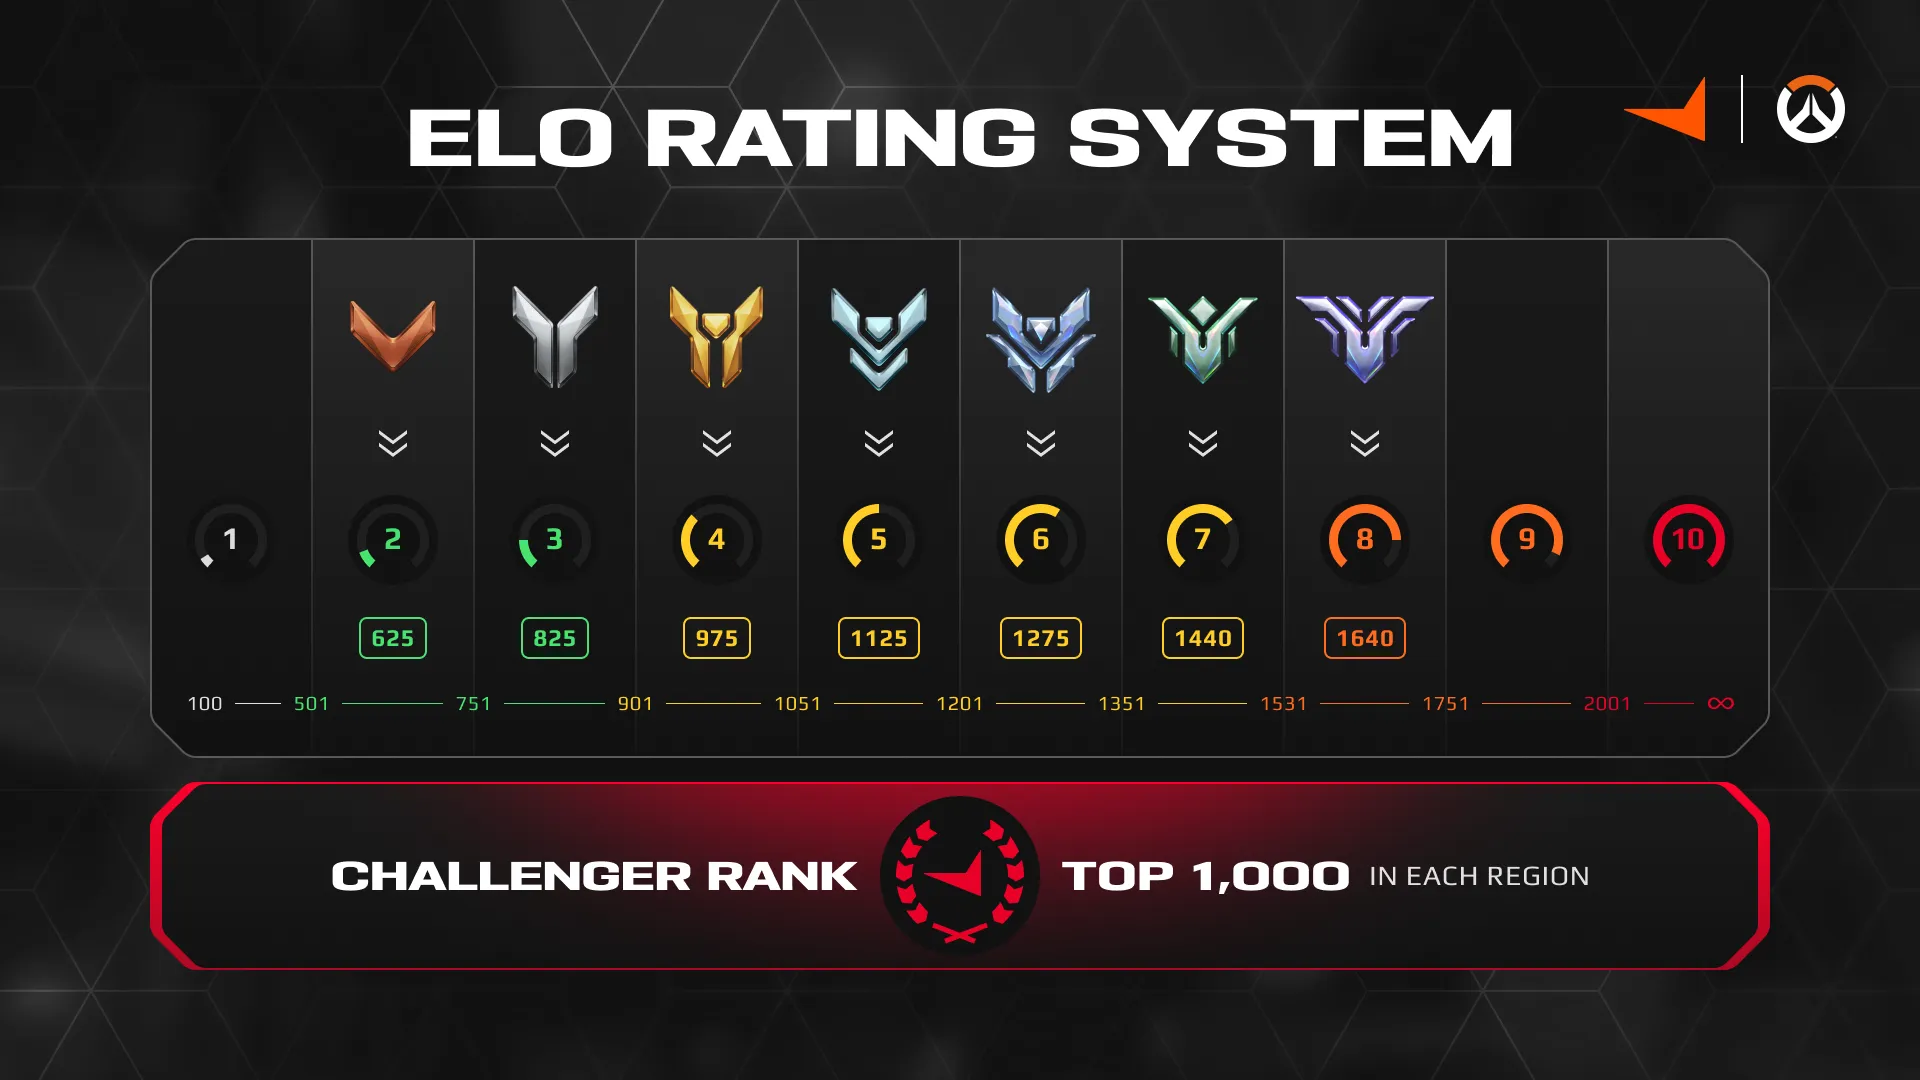 ELO RATING SYSTEM
1 2 3 4 5 6 7 8 9 10
625 825 975 1125 1275 1440 1640
100 501 751 901 1051 1201 1351 1531 1751 2001 ∞
CHALLENGER RANK TOP 1,000 IN EACH REGION